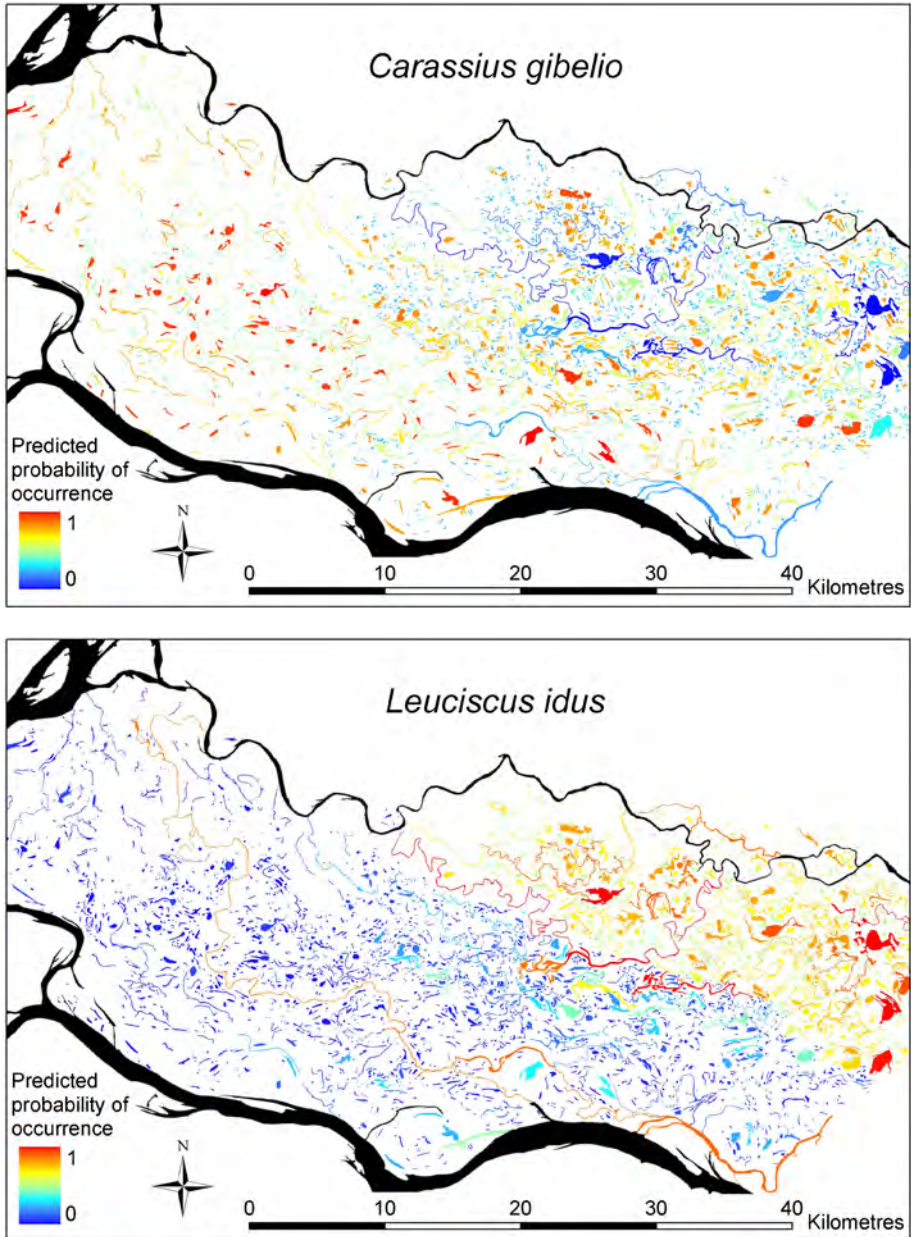 Carassius gibelio
Predicted
probability of
occurrence
1
0
N
0 10 20 30 40 Kilometres
Leuciscus idus
Predicted
probability of
occurrence
1
0
N
0 10 20 30 40 Kilometres